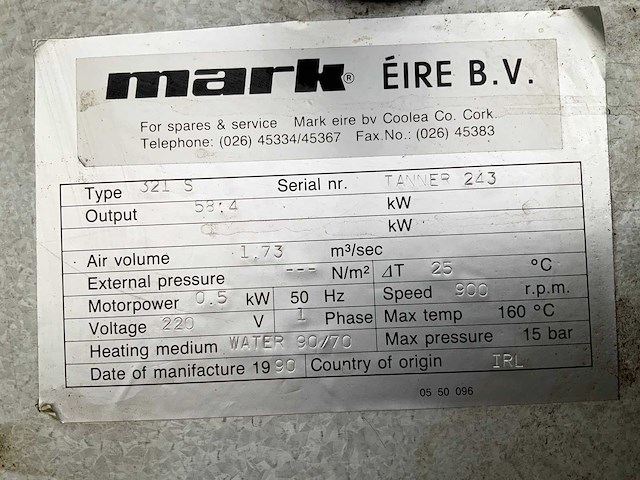 mark® ÉIRE B.V.
For spares & service Mark eire bv Coolea Co. Cork
Telephone: (026) 45334/45367 Fax.No.: (026) 45383
Type 321 S Serial nr. TANNER 243
Output 58.4 kW
kW
Air volume 1.73 m³/sec
External pressure --- N/m² ΔT 25 °C
Motorpower 0.5 kW 50 Hz Speed 900 r.p.m.
Voltage 220 V 1 Phase Max temp 160 °C
Heating medium WATER 90/70 Max pressure 15 bar
Date of manifacture 1990 Country of origin IRL
05 50 096